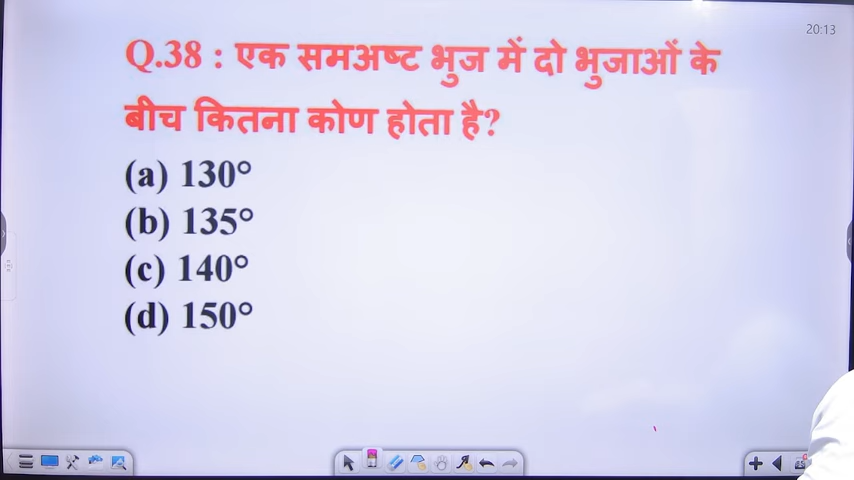 20:13
Q.38 : एक समअष्ट भुज में दो भुजाओं के
बीच कितना कोण होता है?
(a) 130°
(b) 135°
(c) 140°
(d) 150°